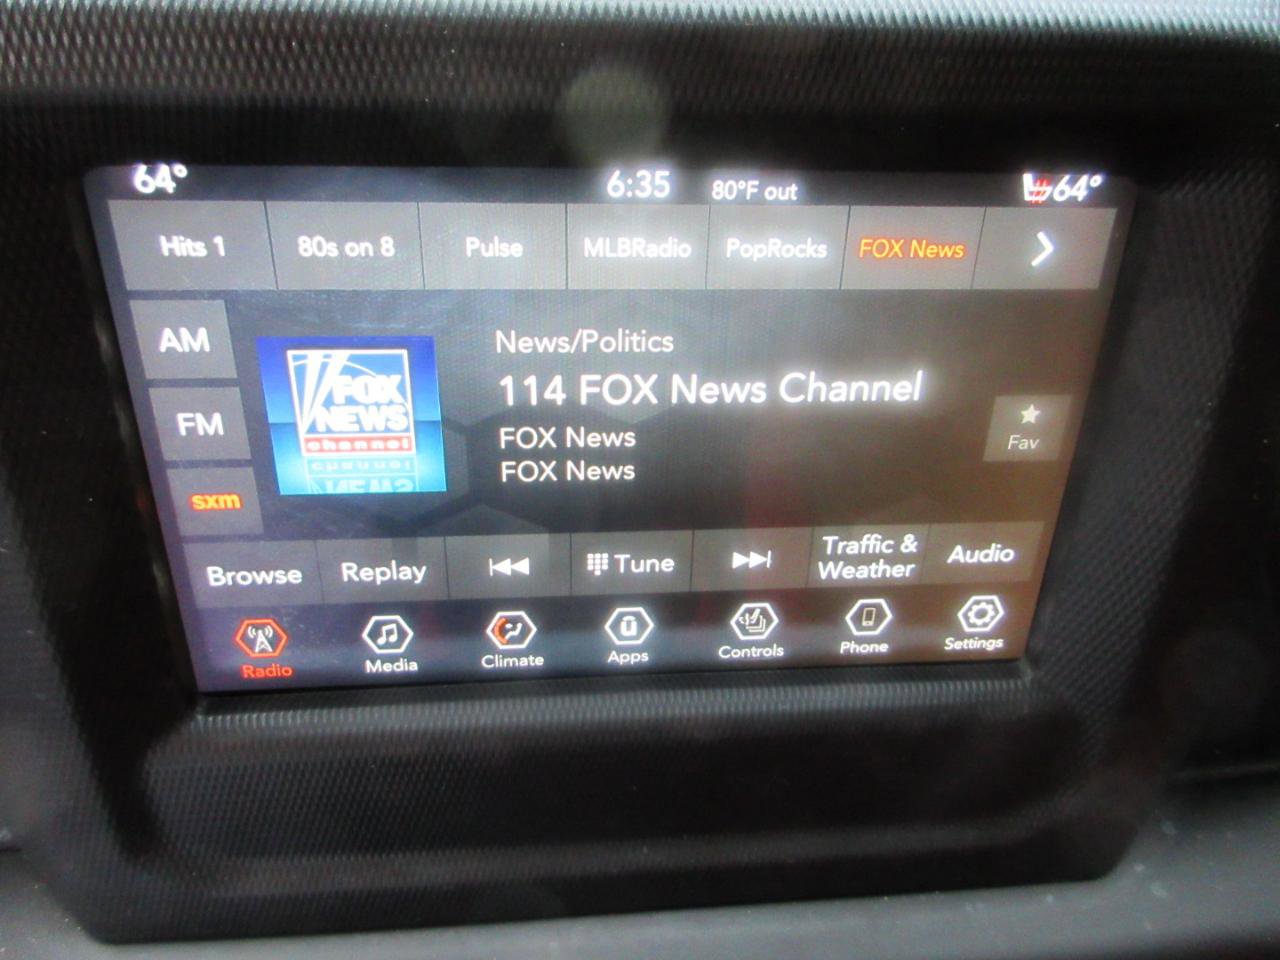 64° 6:35 80°F out 64°
Hits 1 80s on 8 Pulse MLBRadio PopRocks FOX News
AM
FM
sxm
FOX
NEWS
channel
News/Politics
114 FOX News Channel
FOX News
FOX News
Fav
Browse Replay Tune Traffic & Weather Audio
Radio Media Climate Apps Controls Phone Settings